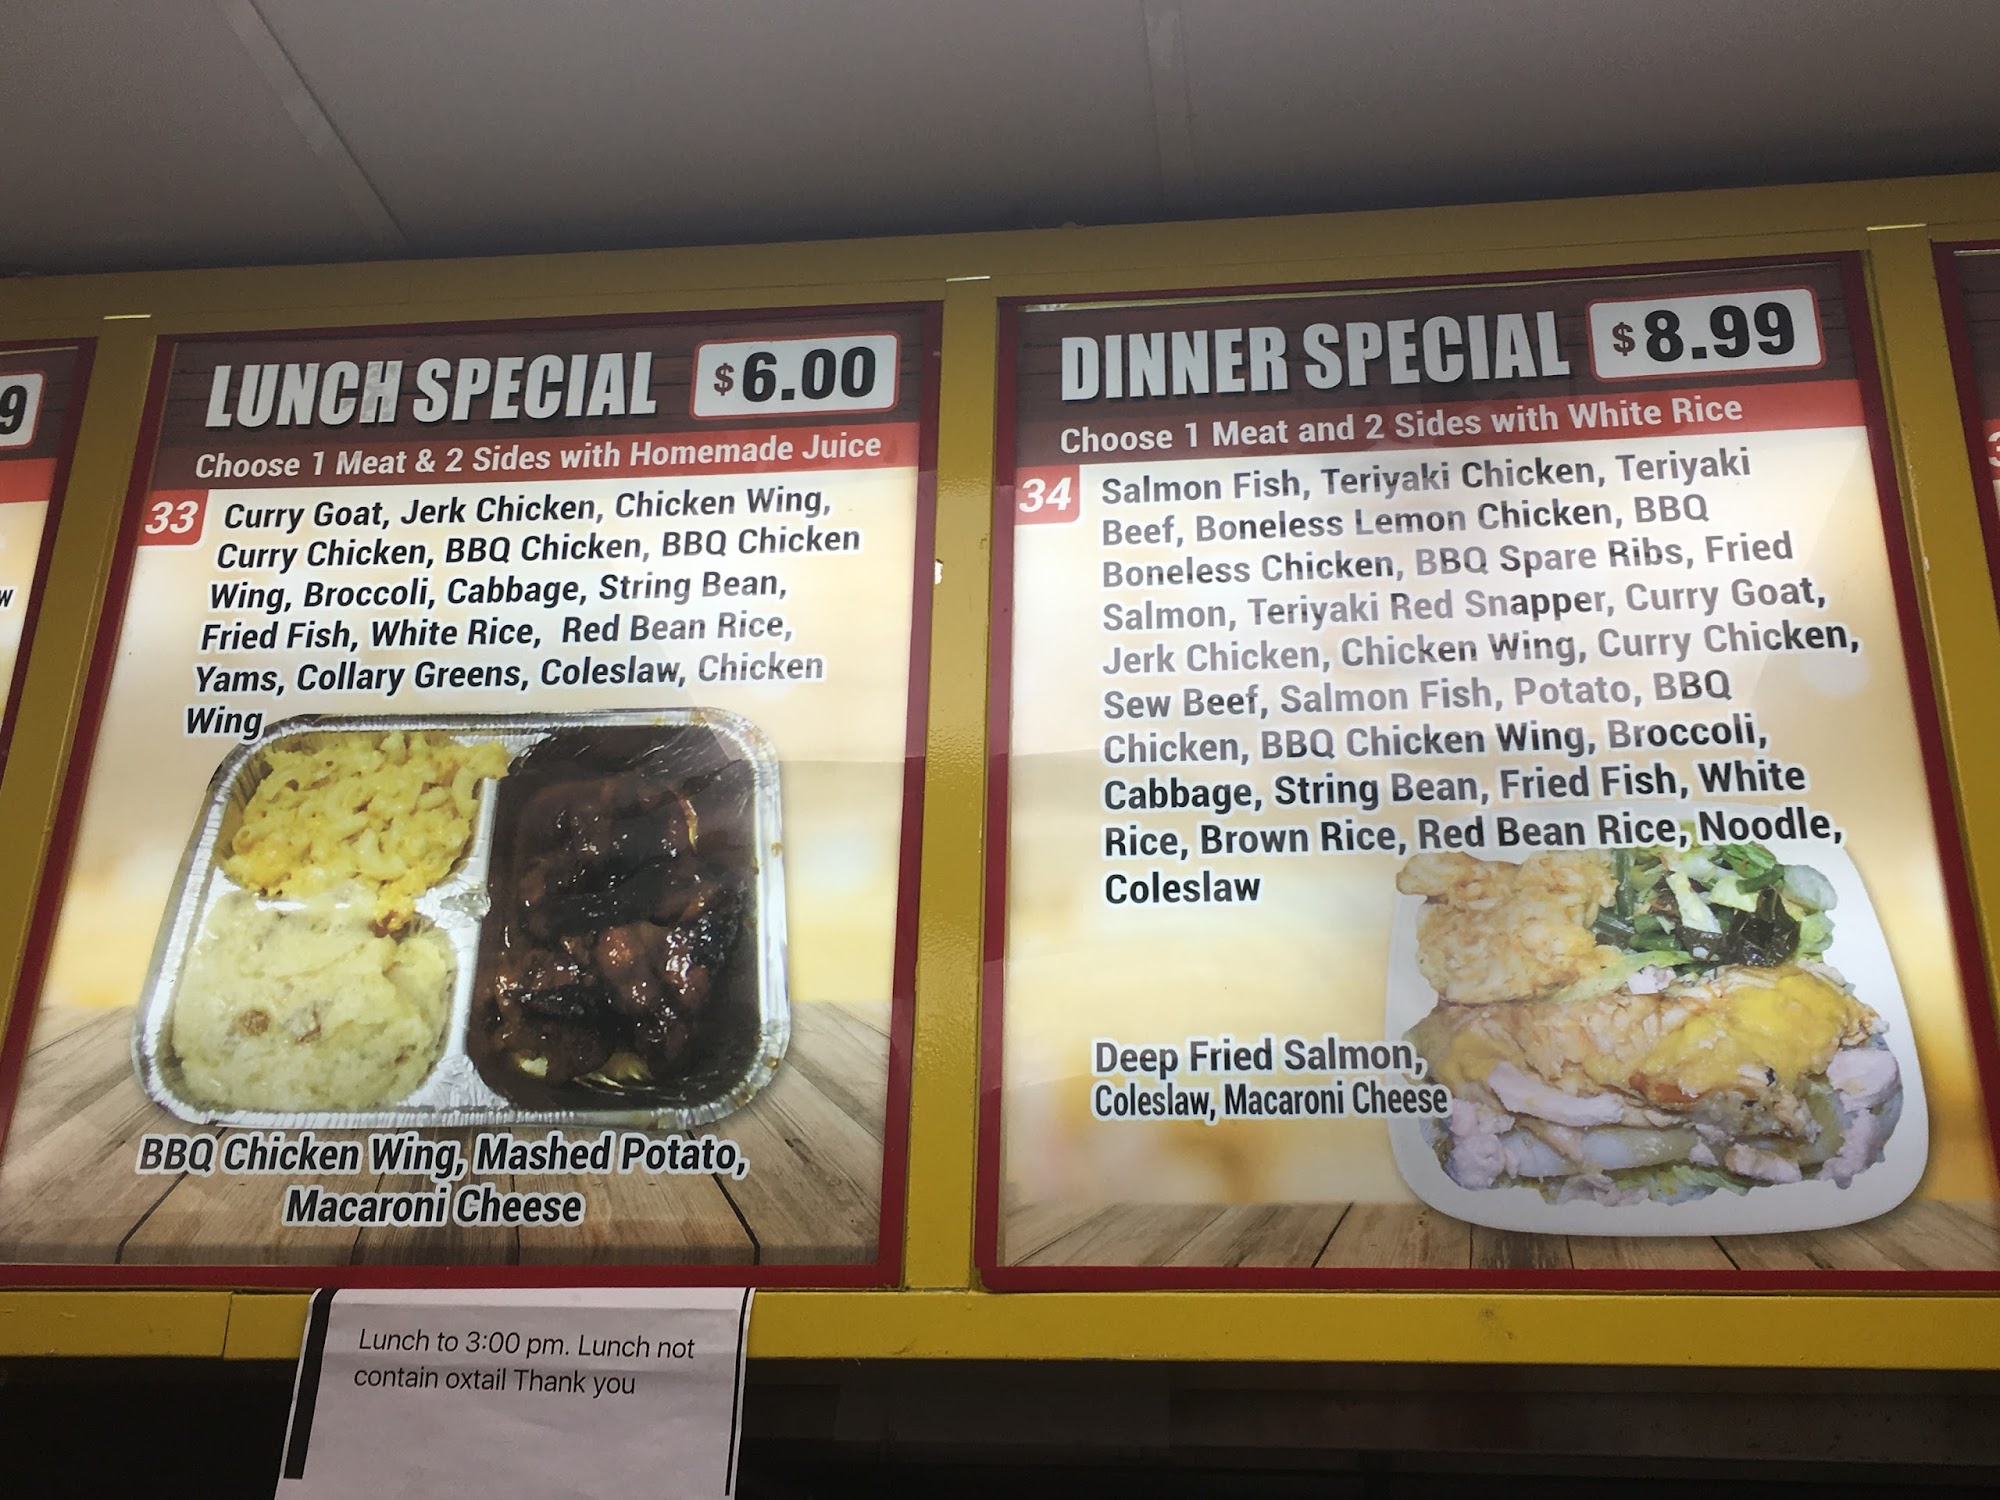 9
w
LUNCH SPECIAL $6.00
Choose 1 Meat & 2 Sides with Homemade Juice
33 Curry Goat, Jerk Chicken, Chicken Wing,
Curry Chicken, BBQ Chicken, BBQ Chicken
Wing, Broccoli, Cabbage, String Bean,
Fried Fish, White Rice, Red Bean Rice,
Yams, Collary Greens, Coleslaw, Chicken
Wing
BBQ Chicken Wing, Mashed Potato,
Macaroni Cheese
Lunch to 3:00 pm. Lunch not
contain oxtail Thank you
DINNER SPECIAL $8.99
Choose 1 Meat and 2 Sides with White Rice
34 Salmon Fish, Teriyaki Chicken, Teriyaki
Beef, Boneless Lemon Chicken, BBQ
Boneless Chicken, BBQ Spare Ribs, Fried
Salmon, Teriyaki Red Snapper, Curry Goat,
Jerk Chicken, Chicken Wing, Curry Chicken,
Sew Beef, Salmon Fish, Potato, BBQ
Chicken, BBQ Chicken Wing, Broccoli,
Cabbage, String Bean, Fried Fish, White
Rice, Brown Rice, Red Bean Rice, Noodle,
Coleslaw
Deep Fried Salmon,
Coleslaw, Macaroni Cheese